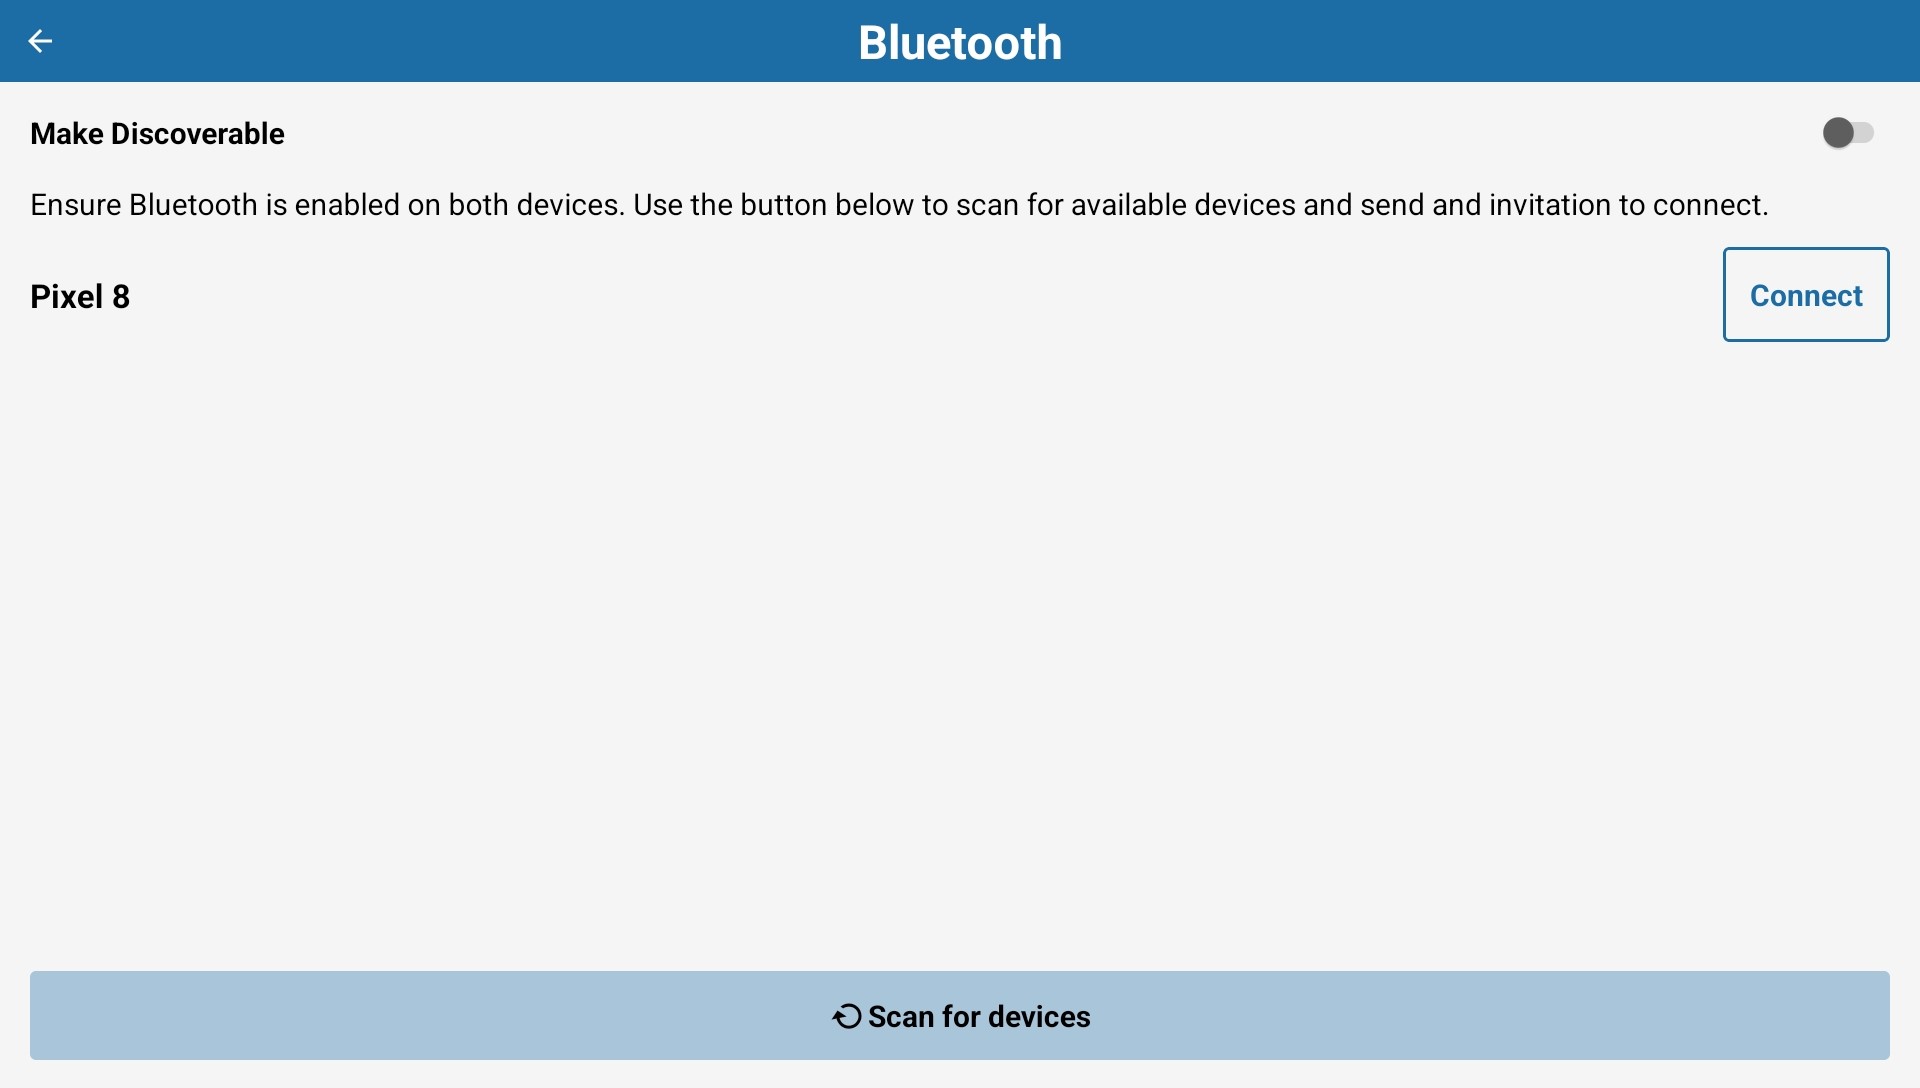 Bluetooth
Make Discoverable
Ensure Bluetooth is enabled on both devices. Use the button below to scan for available devices and send and invitation to connect.
Pixel 8
Connect
Scan for devices